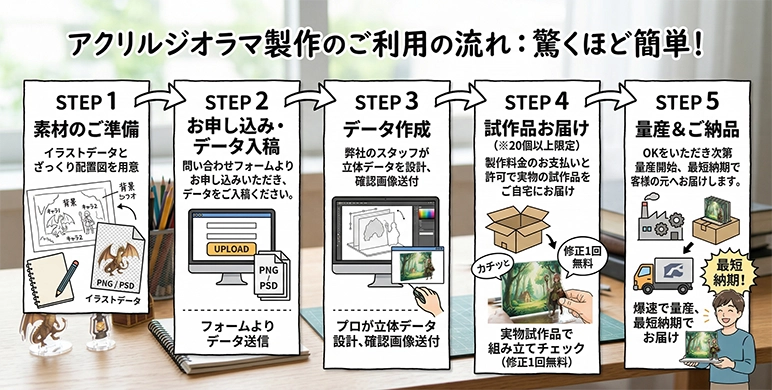 アクリルジオラマ製作のご利用の流れ：驚くほど簡単！
STEP 1
素材のご準備
イラストデータと
ざっくり配置図を用意
背景
キャラ1
キャラ2
背景
PNG / PSD
イラストデータ
STEP 2
お申し込み・
データ入稿
問い合わせフォームより
お申し込みいただき、
データをご入稿ください。
UPLOAD
PNG
/
PSD
フォームより
データ送信
STEP 3
データ作成
弊社のスタッフが
立体データを設計、
確認画像送付
プロが立体データ
設計、確認画像送付
STEP 4
試作品お届け
（※20個以上限定）
製作料金のお支払いと
許可で実物の試作品を
ご自宅にお届け
カチッと
修正1回
無料
実物試作品で
組み立てチェック
（修正1回無料）
STEP 5
量産＆ご納品
OKをいただき次第
量産開始、最短納期で
客様の元へお届けします。
最短
納期！
爆速で量産、
最短納期で
お届け